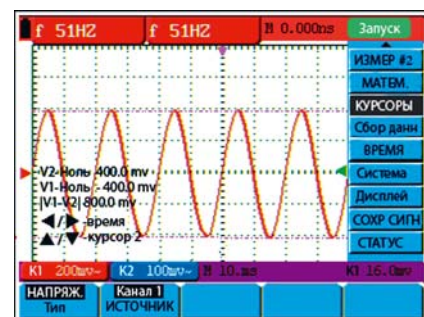 f 51HZ f 51HZ M 0.000ns Запуск
ИЗМЕР #2
МАТЕМ.
КУРСОРЫ
Сбор данн
ВРЕМЯ
Система
Дисплей
СОХР СИГН
СТАТУС
V2-Ноль 400.0 mv
V1-Ноль - 400.0 mv
|V1-V2| 800.0 mv
◀/▶ -время
▲/▼-курсор 2
K1 200mv~ K2 100mv~ M 10.ms K1 16.0mv
НАПРЯЖ. Канал 1
Тип ИСТОЧНИК